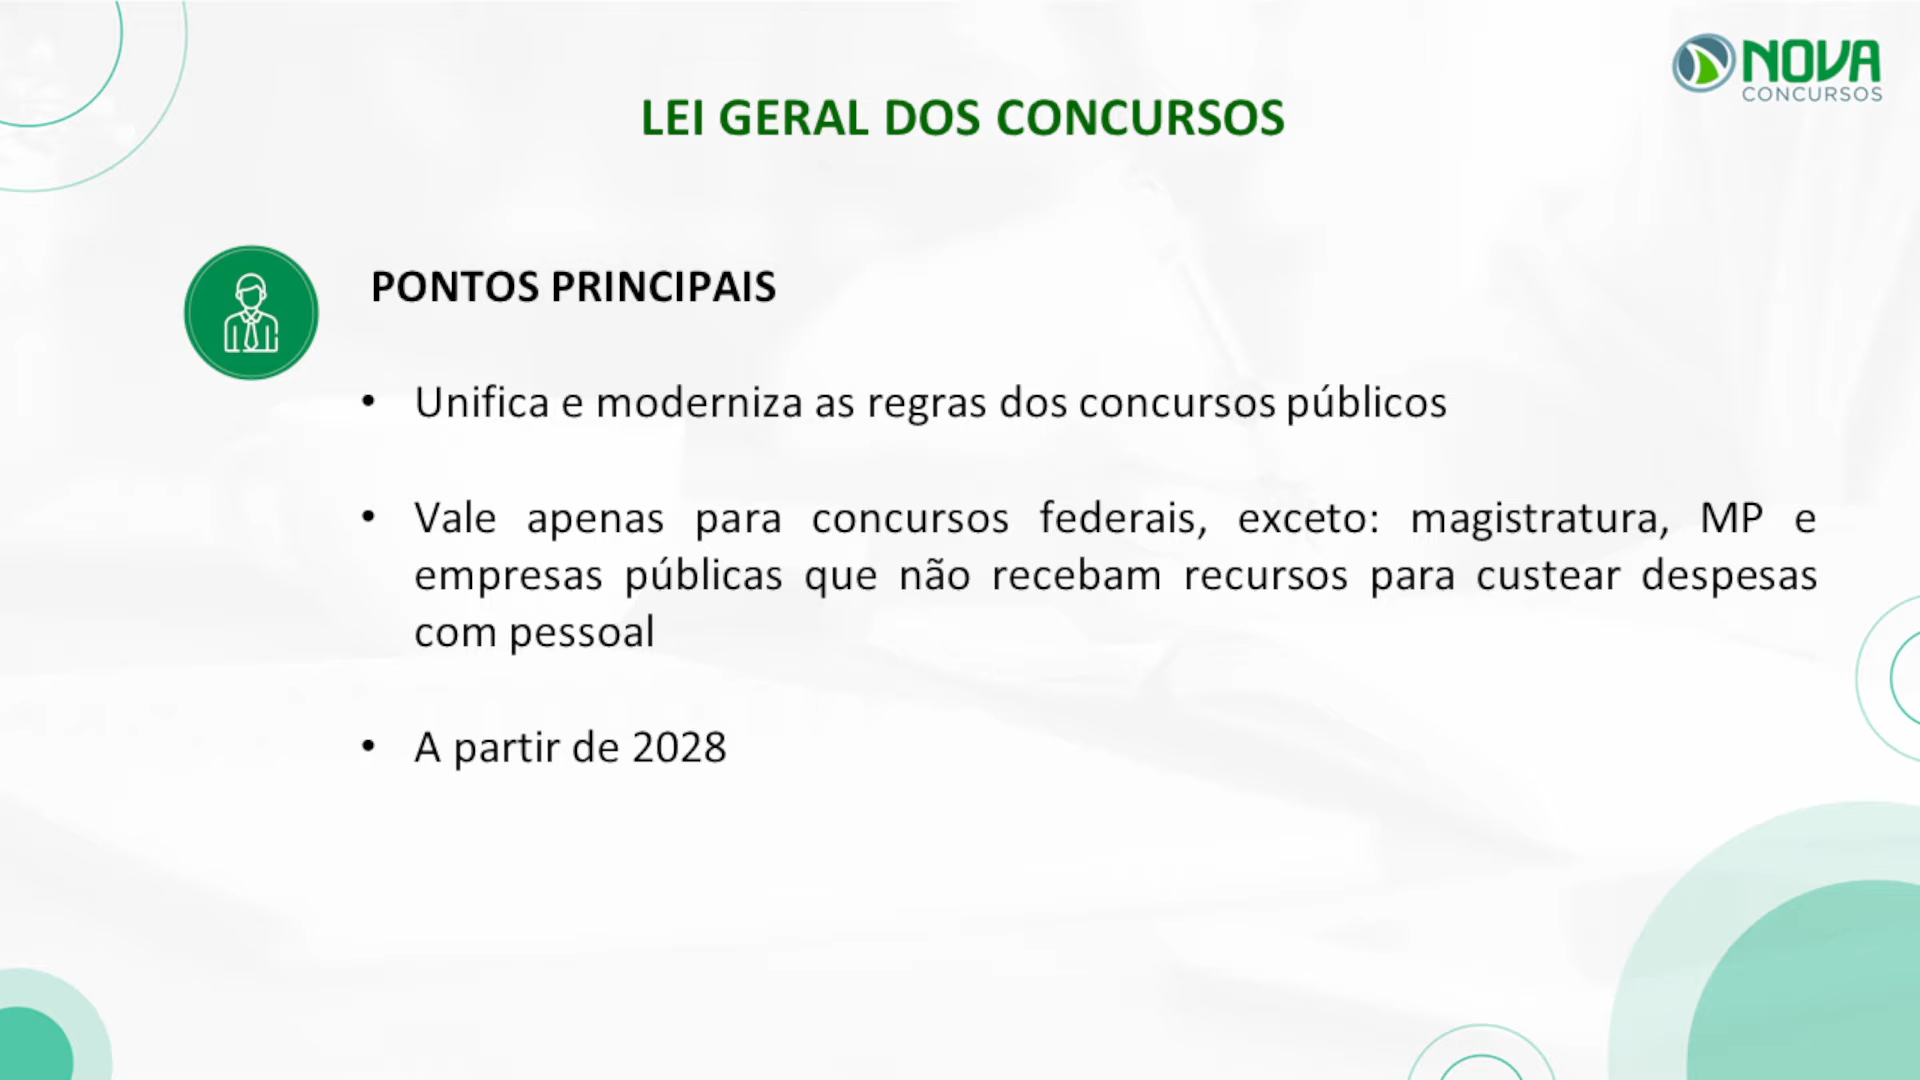 NOVA
CONCURSOS
LEI GERAL DOS CONCURSOS
PONTOS PRINCIPAIS
• Unifica e moderniza as regras dos concursos públicos
• Vale apenas para concursos federais, exceto: magistratura, MP e
empresas públicas que não recebam recursos para custear despesas
com pessoal
• A partir de 2028